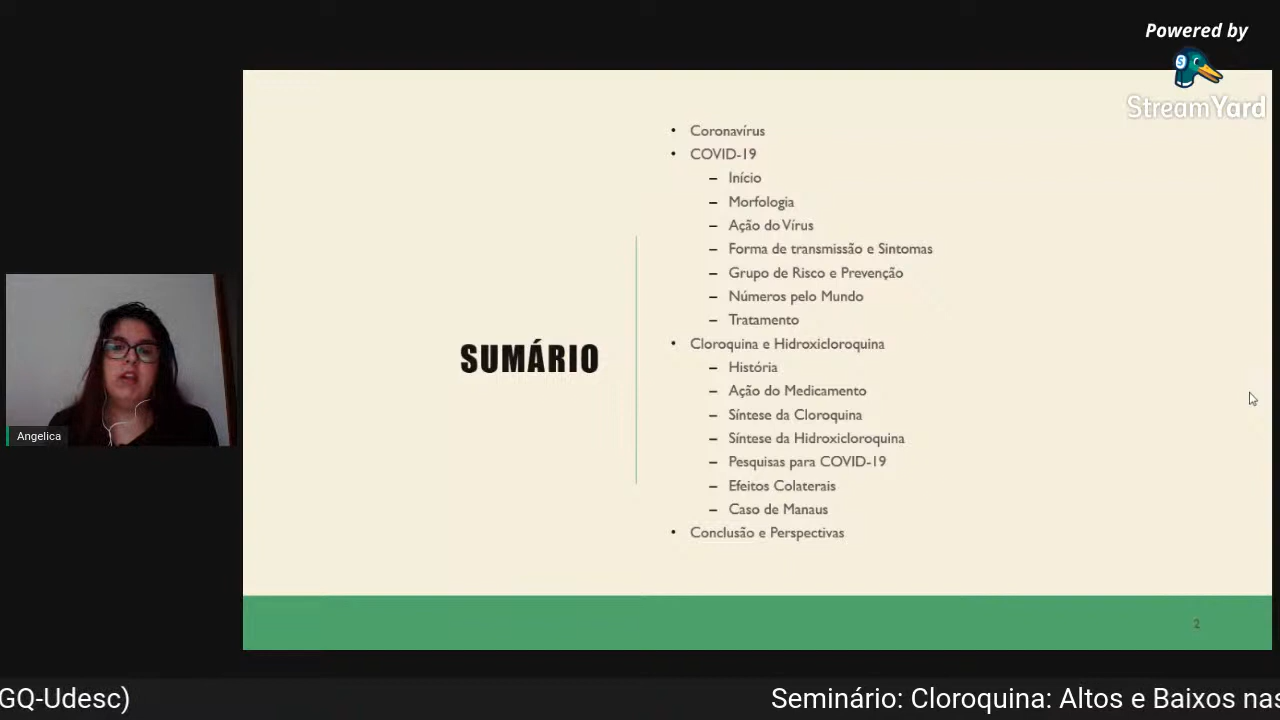 Powered by
StreamYard
Coronavírus
COVID-19
Início
Morfologia
Ação do Vírus
Forma de transmissão e Sintomas
Grupo de Risco e Prevenção
Números pelo Mundo
Tratamento
SUMÁRIO
Cloroquina e Hidroxicloroquina
História
Ação do Medicamento
Síntese da Cloroquina
Síntese da Hidroxicloroquina
Pesquisas para COVID-19
Efeitos Colaterais
Caso de Manaus
Conclusão e Perspectivas
Angelica
2
GQ-Udesc) Seminário: Cloroquina: Altos e Baixos nas